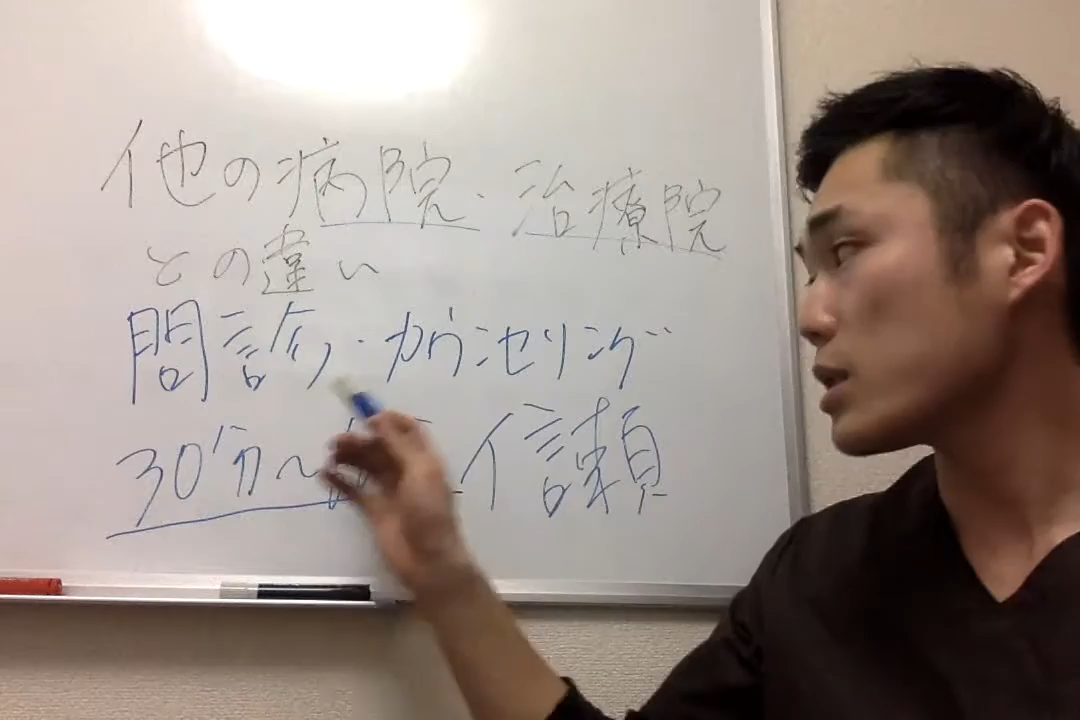 他の病院、治療院
との違い
問診・カウンセリング
30分〜
信頼